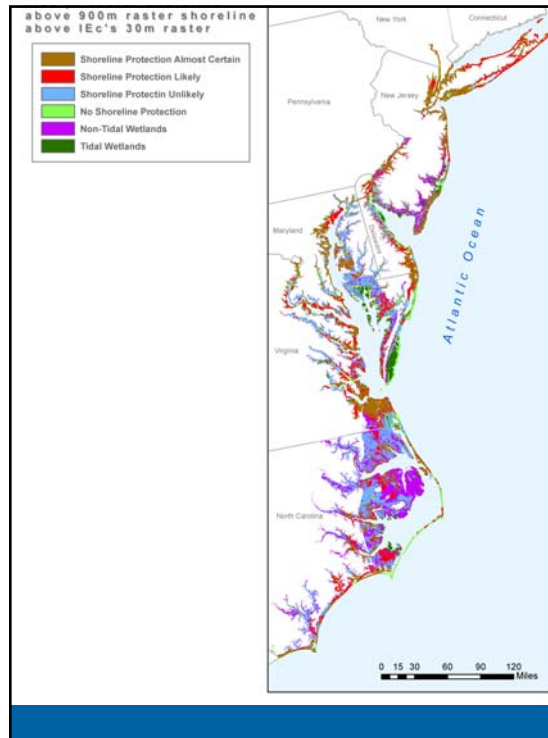 above 900m raster shoreline
above IEc's 30m raster
Shoreline Protection Almost Certain
Shoreline Protection Likely
Shoreline Protectin Unlikely
No Shoreline Protection
Non-Tidal Wetlands
Tidal Wetlands
New York
Connecticut
Pennsylvania
New Jersey
Maryland
Delaware
Atlantic Ocean
Virginia
North Carolina
0 15 30 60 90 120
Miles